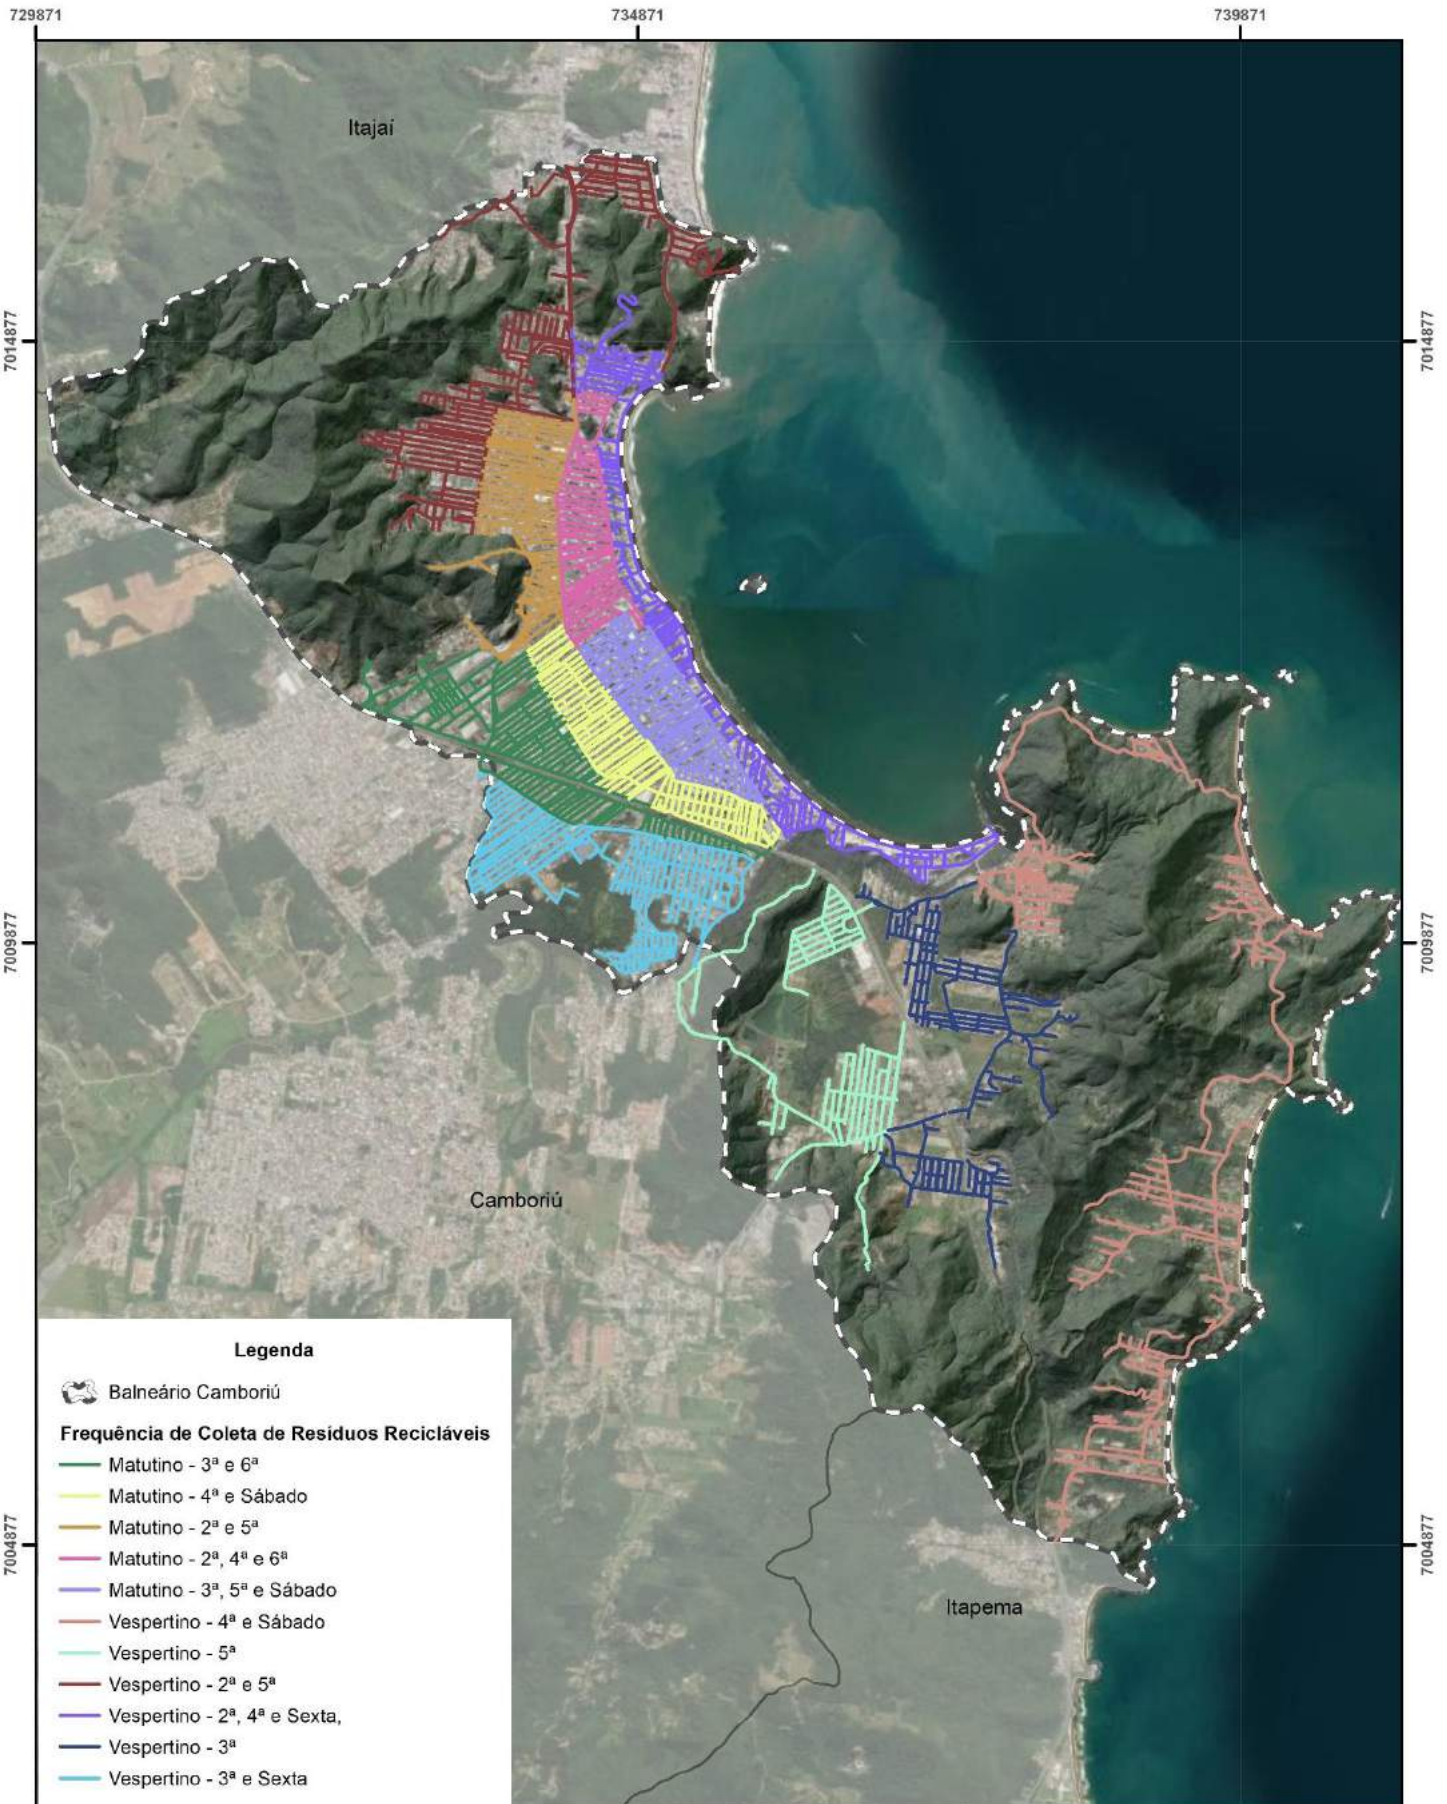 729871
734871
739871
Itajaí
7014877
7014877
7009877
7009877
Camboriú
Legenda
Balneário Camboriú
Frequência de Coleta de Resíduos Recicláveis
Matutino - 3ª e 6ª
Matutino - 4ª e Sábado
Matutino - 2ª e 5ª
Matutino - 2ª, 4ª e 6ª
Matutino - 3ª, 5ª e Sábado
Vespertino - 4ª e Sábado
Vespertino - 5ª
Vespertino - 2ª e 5ª
Vespertino - 2ª, 4ª e Sexta,
Vespertino - 3ª
Vespertino - 3ª e Sexta
7004877
7004877
Itapema